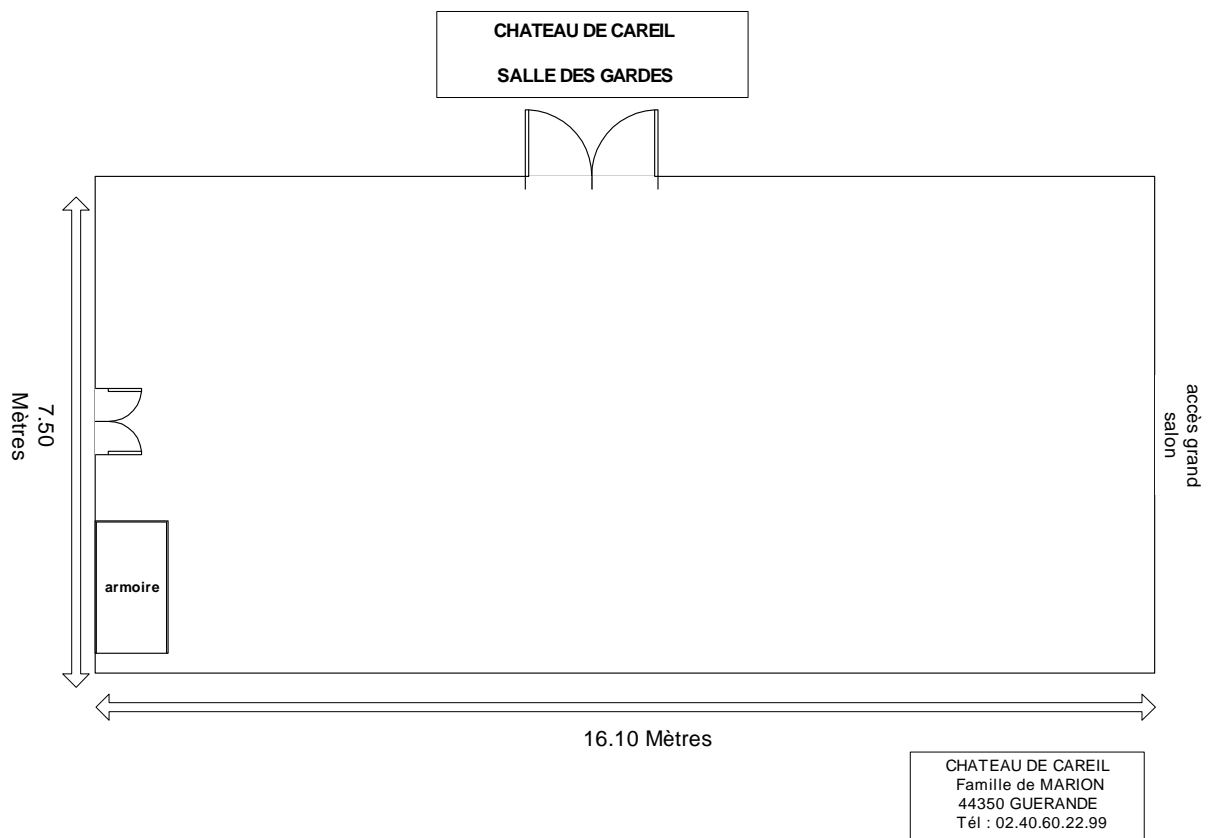 CHATEAU DE CAREIL
SALLE DES GARDES
7.50
Mètres
accès grand
salon
armoire
16.10 Mètres
CHATEAU DE CAREIL
Famille de MARION
44350 GUERANDE
Tél : 02.40.60.22.99